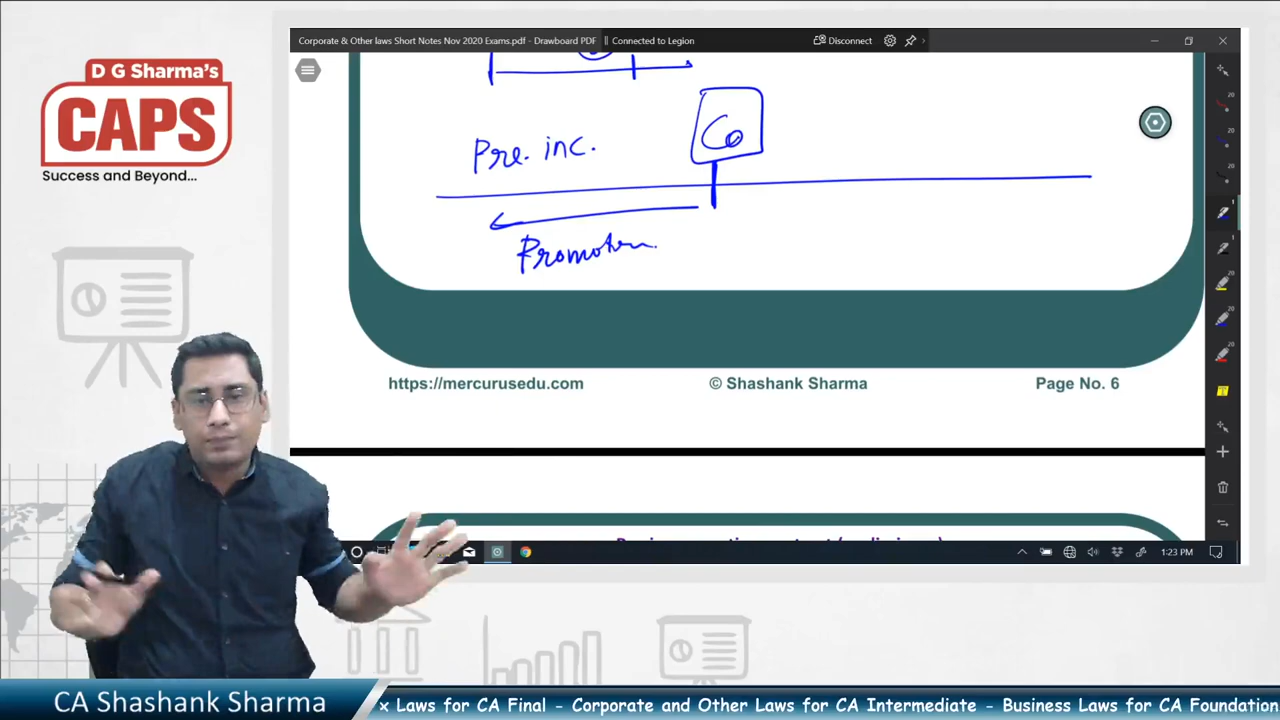 D G Sharma's
CAPS
Success and Beyond...
Corporate & Other laws Short Notes Nov 2020 Exams.pdf - Drawboard PDF || Connected to Legion
Disconnect
Co
Pre. inc.
Promoter
https://mercurusedu.com
© Shashank Sharma
Page No. 6
1:23 PM
CA Shashank Sharma
Laws for CA Final - Corporate and Other Laws for CA Intermediate - Business Laws for CA Foundation